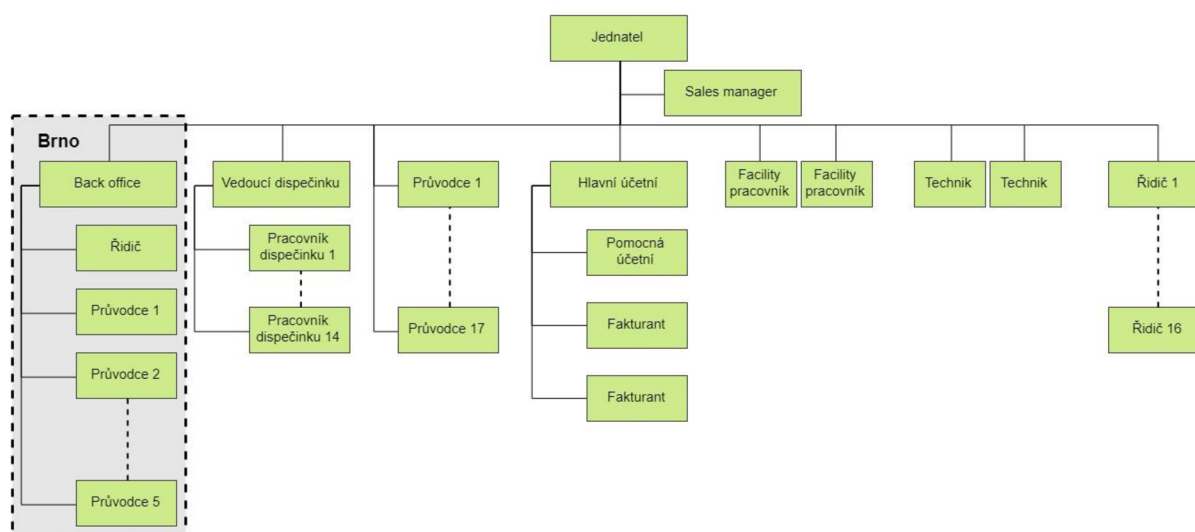 Jednatel
Sales manager
Brno
Back office
Řidič
Průvodce 1
Průvodce 2
Průvodce 5
Vedoucí dispečinku
Pracovník
dispečinku 1
Pracovník
dispečinku 14
Průvodce 1
Průvodce 17
Hlavní účetní
Pomocná
účetní
Fakturant
Fakturant
Facility
pracovník
Facility
pracovník
Technik
Technik
Řidič 1
Řidič 16